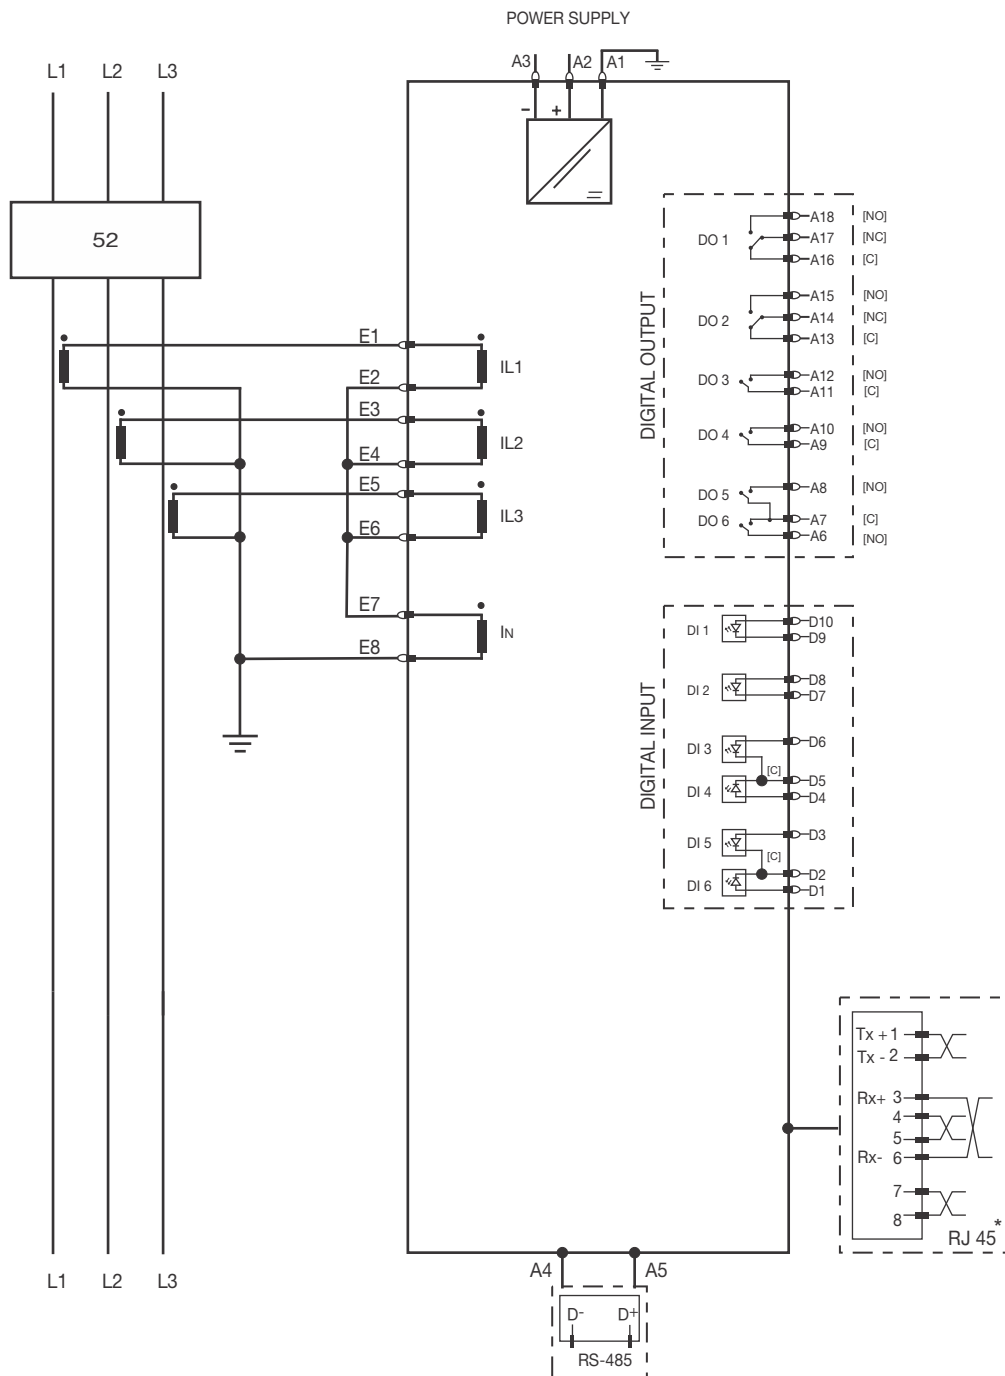 POWER SUPPLY
A3 A2 A1
- +
L1 L2 L3
52
E1
E2
E3
E4
E5
E6
E7
E8
IL1
IL2
IL3
IN
DIGITAL OUTPUT
DO 1
A18 [NO]
A17 [NC]
A16 [C]
DO 2
A15 [NO]
A14 [NC]
A13 [C]
DO 3
A12 [NO]
A11 [C]
DO 4
A10 [NO]
A9 [C]
DO 5
A8 [NO]
DO 6
A7 [C]
A6 [NO]
DIGITAL INPUT
DI 1
D10
D9
DI 2
D8
D7
DI 3
D6
[C]
DI 4
D5
D4
DI 5
D3
[C]
DI 6
D2
D1
Tx + 1
Tx - 2
Rx+ 3
4
5
Rx- 6
7
8
RJ 45 *
L1 L2 L3
A4 A5
D- D+
RS-485